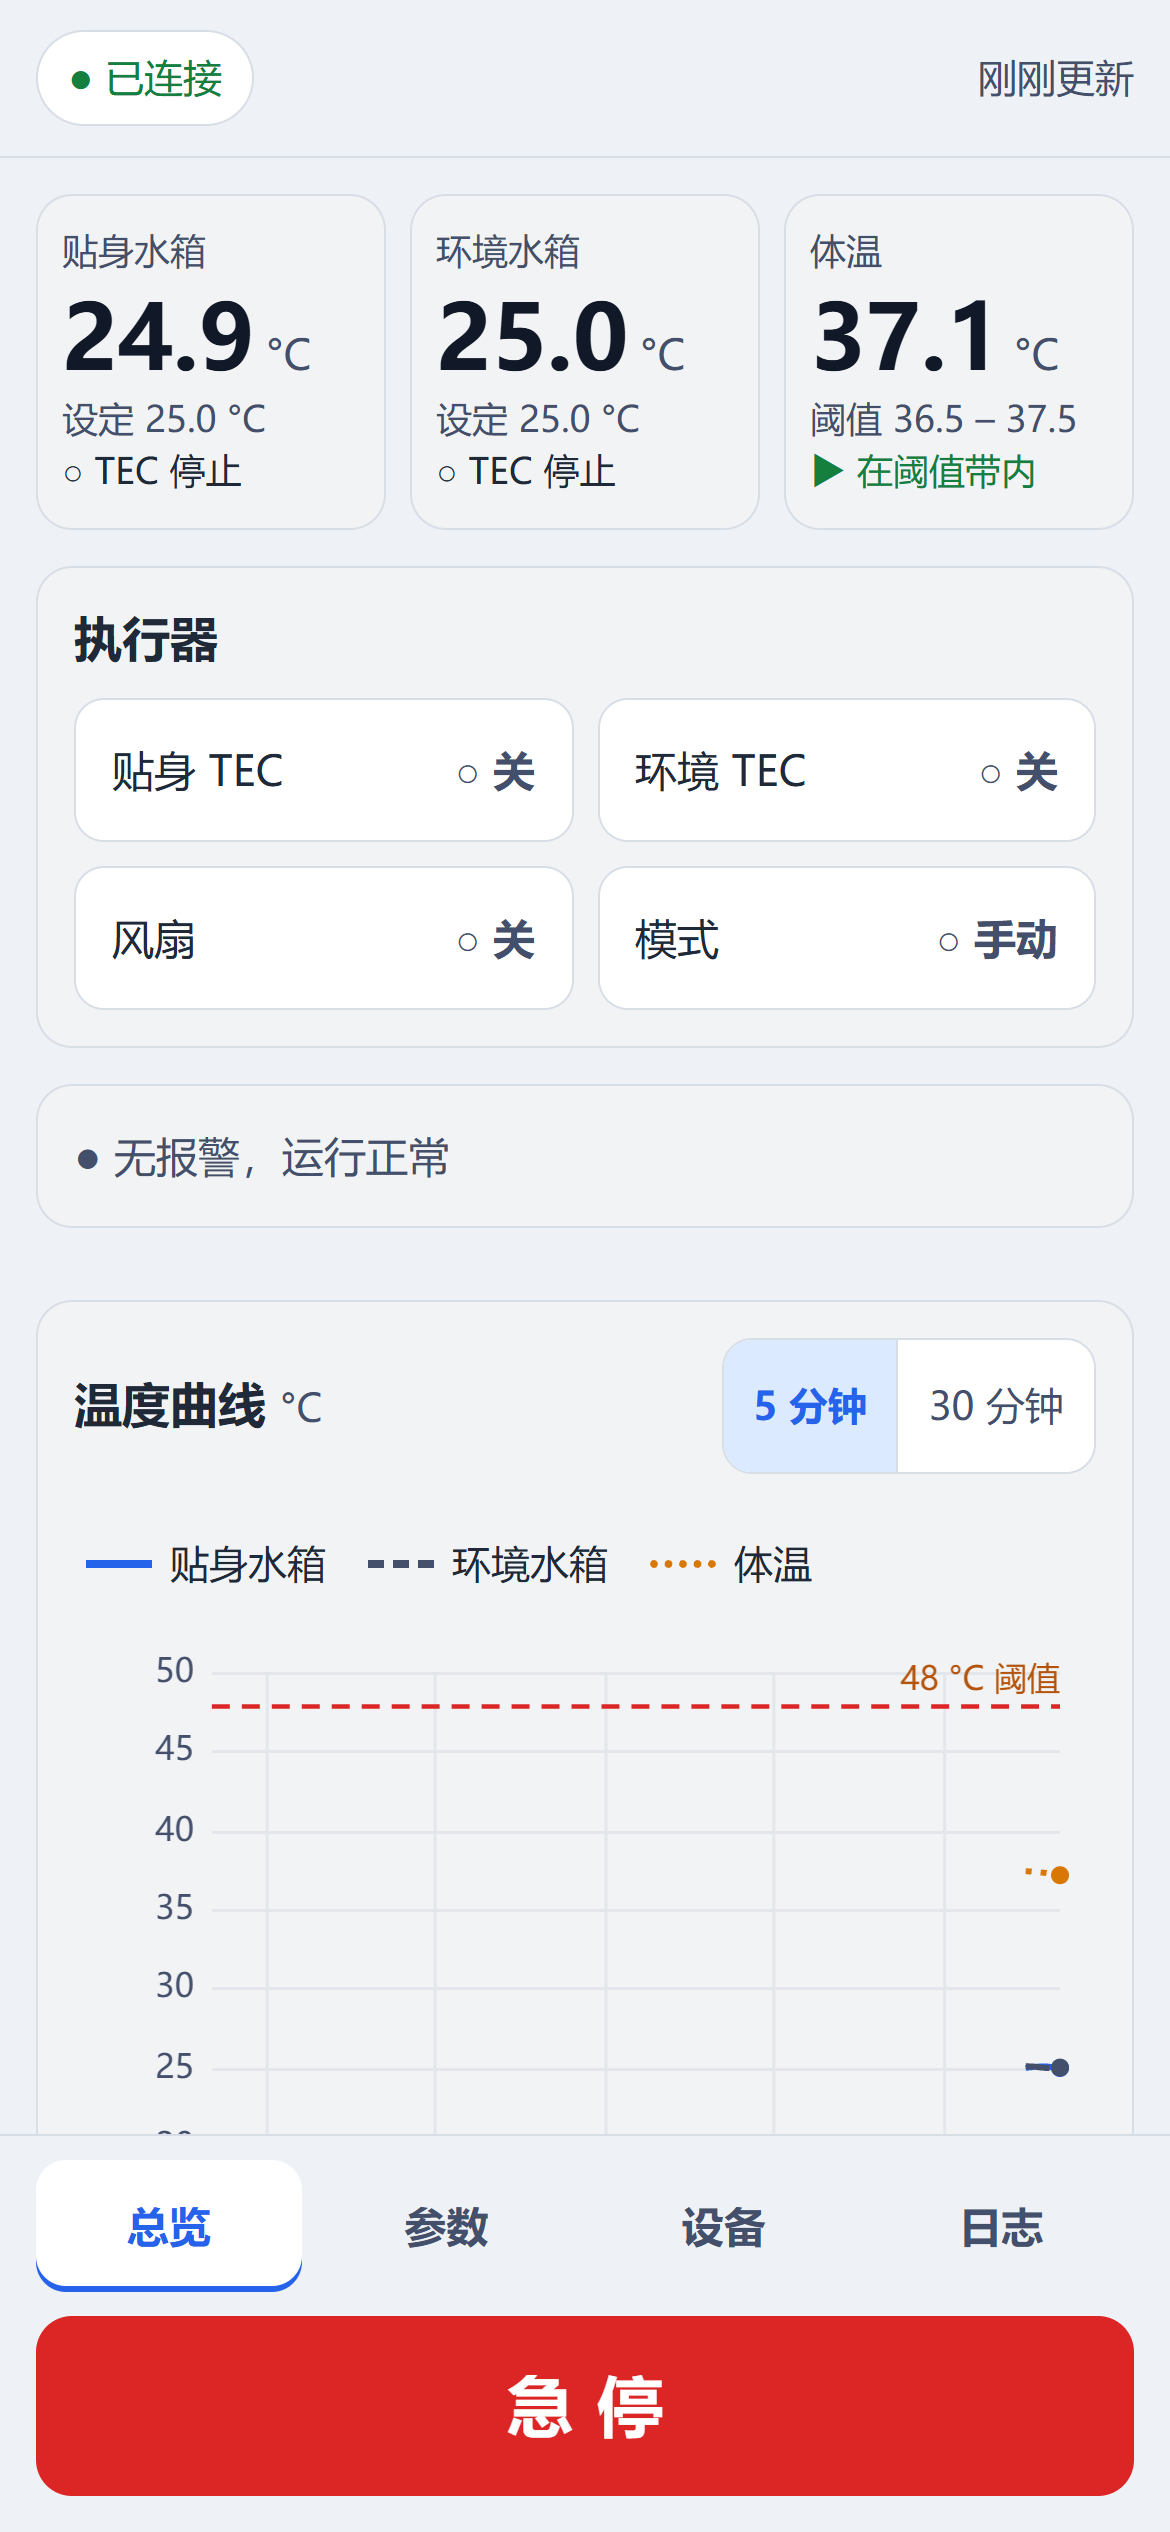 ● 已连接
刚刚更新
贴身水箱
24.9 °C
设定 25.0 °C
○ TEC 停止
环境水箱
25.0 °C
设定 25.0 °C
○ TEC 停止
体温
37.1 °C
阈值 36.5 – 37.5
▶ 在阈值带内
执行器
贴身 TEC ○ 关
环境 TEC ○ 关
风扇 ○ 关
模式 ○ 手动
● 无报警，运行正常
温度曲线 °C
5 分钟
30 分钟
贴身水箱
环境水箱
体温
50
48 °C 阈值
45
40
35
30
25
总览
参数
设备
日志
急 停